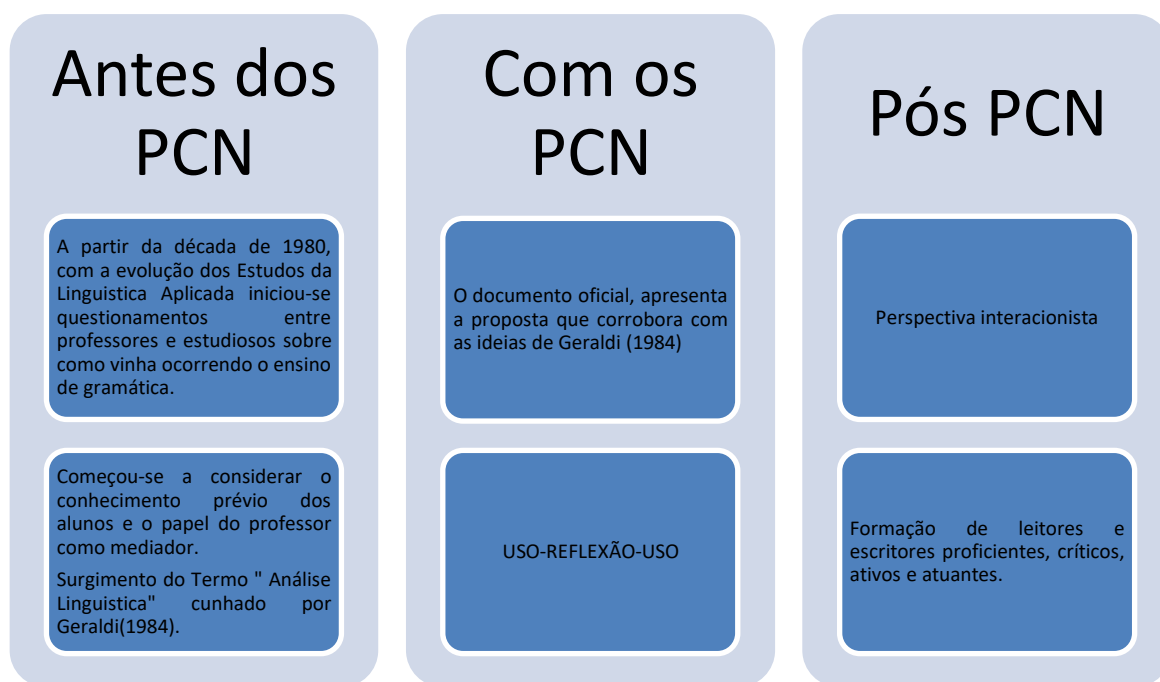 Antes dos
PCN
A partir da década de 1980,
com a evolução dos Estudos da
Linguistica Aplicada iniciou-se
questionamentos entre
professores e estudiosos sobre
como vinha ocorrendo o ensino
de gramática.
Começou-se a considerar o
conhecimento prévio dos
alunos e o papel do professor
como mediador.
Surgimento do Termo " Análise
Linguistica" cunhado por
Geraldi(1984).
Com os
PCN
O documento oficial, apresenta
a proposta que corrobora com
as ideias de Geraldi (1984)
USO-REFLEXÃO-USO
Pós PCN
Perspectiva interacionista
Formação de leitores e
escritores proficientes, críticos,
ativos e atuantes.